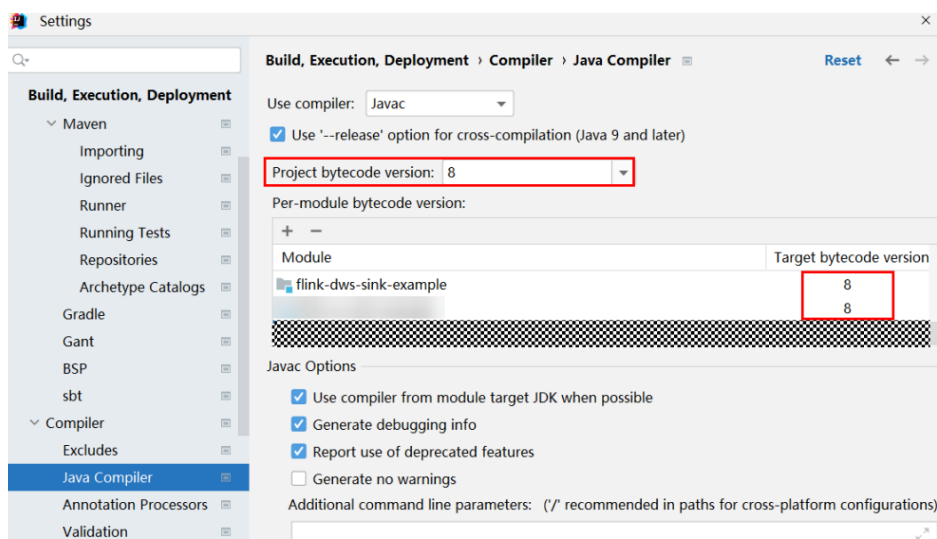 Settings
Build, Execution, Deployment
Maven
Importing
Ignored Files
Runner
Running Tests
Repositories
Archetype Catalogs
Gradle
Gant
BSP
sbt
Compiler
Excludes
Java Compiler
Annotation Processors
Validation
Build, Execution, Deployment › Compiler › Java Compiler Reset
Use compiler: Javac
Use '--release' option for cross-compilation (Java 9 and later)
Project bytecode version: 8
Per-module bytecode version:
Module Target bytecode version
flink-dws-sink-example 8
8
Javac Options
Use compiler from module target JDK when possible
Generate debugging info
Report use of deprecated features
Generate no warnings
Additional command line parameters: ('/' recommended in paths for cross-platform configurations)